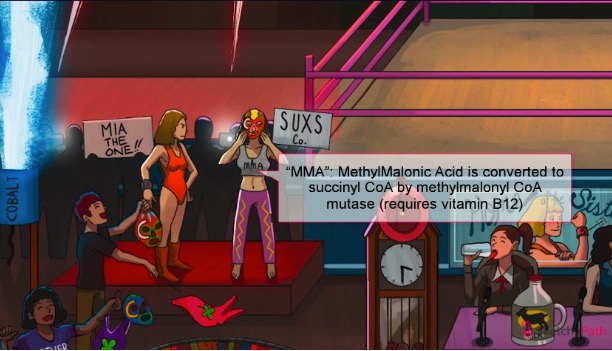 MIA
THE
ONE!!
SUXS
Co.
MMA
"MMA": MethylMalonic Acid is converted to
succinyl CoA by methylmalonyl CoA
mutase (requires vitamin B12)
COBALT
Path